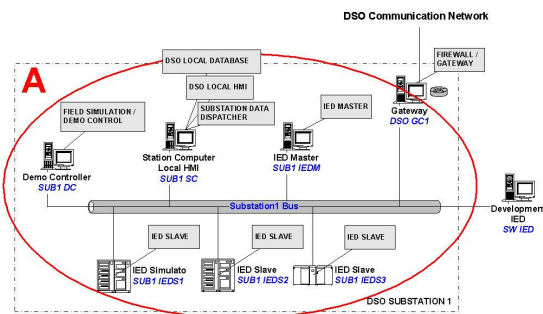 DSO Communication Network
A
DSO LOCAL DATABASE
FIREWALL /
GATEWAY
DSO LOCAL HMI
SUBSTATION DATA
DISPATCHER
IED MASTER
FIELD SIMULATION /
DEMO CONTROL
Gateway
DSO GC1
Station Computer
Local HMI
SUB1 SC
IED Master
SUB1 IEDM
Demo Controller
SUB1 DC
Substation1 Bus
Development
IED
SW IED
IED SLAVE
IED SLAVE
IED SLAVE
IED Simulato
SUB1 IEDS1
IED Slave
SUB1 IEDS2
IED Slave
SUB1 IEDS3
DSO SUBSTATION 1